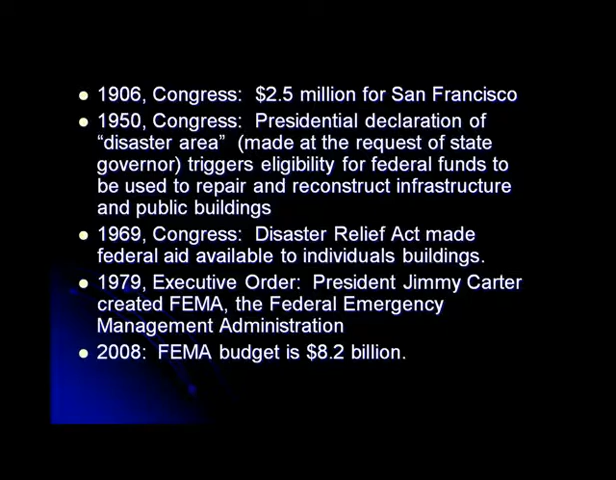 1906, Congress: $2.5 million for San Francisco
1950, Congress: Presidential declaration of
“disaster area” (made at the request of state
governor) triggers eligibility for federal funds to
be used to repair and reconstruct infrastructure
and public buildings
1969, Congress: Disaster Relief Act made
federal aid available to individuals buildings.
1979, Executive Order: President Jimmy Carter
created FEMA, the Federal Emergency
Management Administration
2008: FEMA budget is $8.2 billion.